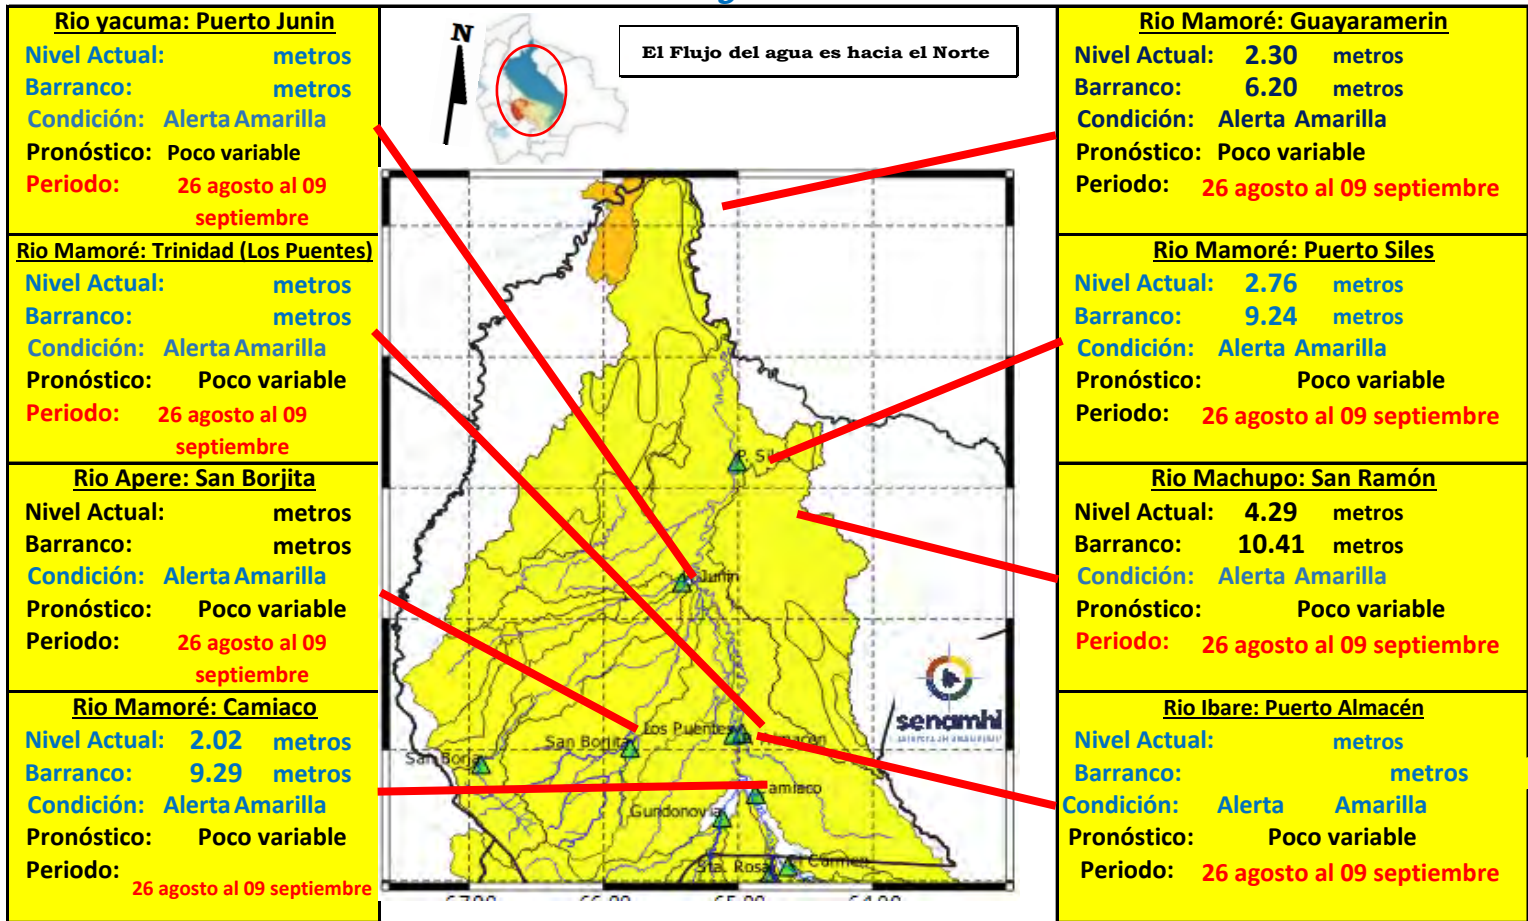 Rio yacuma: Puerto Junin
Nivel Actual: metros
Barranco: metros
Condición: Alerta Amarilla
Pronóstico: Poco variable
Periodo: 26 agosto al 09
septiembre
Rio Mamoré: Trinidad (Los Puentes)
Nivel Actual: metros
Barranco: metros
Condición: Alerta Amarilla
Pronóstico: Poco variable
Periodo: 26 agosto al 09
septiembre
Rio Apere: San Borjita
Nivel Actual: metros
Barranco: metros
Condición: Alerta Amarilla
Pronóstico: Poco variable
Periodo: 26 agosto al 09
septiembre
Rio Mamoré: Camiaco
Nivel Actual: 2.02 metros
Barranco: 9.29 metros
Condición: Alerta Amarilla
Pronóstico: Poco variable
Periodo:
26 agosto al 09 septiembre
N
El Flujo del agua es hacia el Norte
P. Siles
Junin
Los Puentes
P. Almacén
San Borjita
San Borja
Camiaco
Gundonovia
Sta. Rosa
El Carmen
senamhi
Rio Mamoré: Guayaramerin
Nivel Actual: 2.30 metros
Barranco: 6.20 metros
Condición: Alerta Amarilla
Pronóstico: Poco variable
Periodo: 26 agosto al 09 septiembre
Rio Mamoré: Puerto Siles
Nivel Actual: 2.76 metros
Barranco: 9.24 metros
Condición: Alerta Amarilla
Pronóstico: Poco variable
Periodo: 26 agosto al 09 septiembre
Rio Machupo: San Ramón
Nivel Actual: 4.29 metros
Barranco: 10.41 metros
Condición: Alerta Amarilla
Pronóstico: Poco variable
Periodo: 26 agosto al 09 septiembre
Rio Ibare: Puerto Almacén
Nivel Actual: metros
Barranco: metros
Condición: Alerta Amarilla
Pronóstico: Poco variable
Periodo: 26 agosto al 09 septiembre